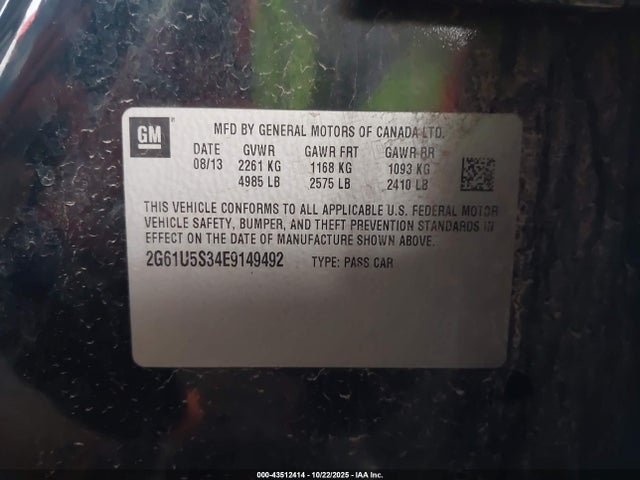 GM
MFD BY GENERAL MOTORS OF CANADA LTD.
DATE GVWR GAWR FRT GAWR RR
08/13 2261 KG 1168 KG 1093 KG
4985 LB 2575 LB 2410 LB
THIS VEHICLE CONFORMS TO ALL APPLICABLE U.S. FEDERAL MOTOR
VEHICLE SAFETY, BUMPER, AND THEFT PREVENTION STANDARDS IN
EFFECT ON THE DATE OF MANUFACTURE SHOWN ABOVE.
2G61U5S34E9149492 TYPE: PASS CAR
000-43512414 - 10/22/2025 - © IAA Inc.